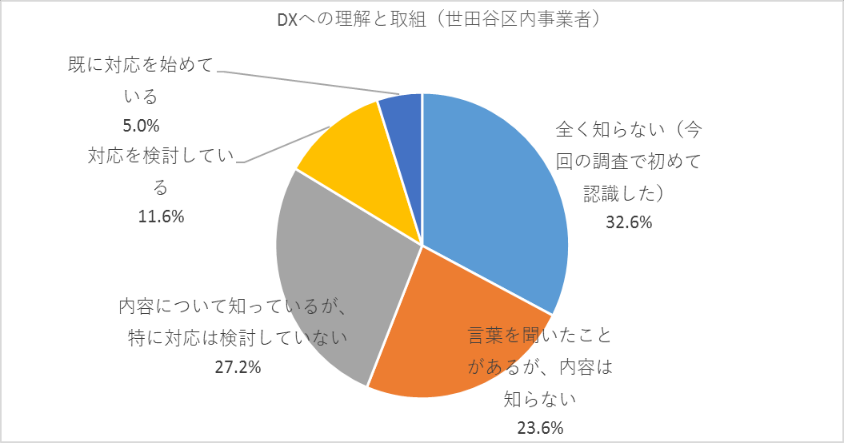 DXへの理解と取組（世田谷区内事業者）
既に対応を始めて
いる
5.0%
対応を検討してい
る
11.6%
全く知らない（今
回の調査で初めて
認識した）
32.6%
内容について知っているが、
特に対応は検討していない
27.2%
言葉を聞いたこと
があるが、内容は
知らない
23.6%